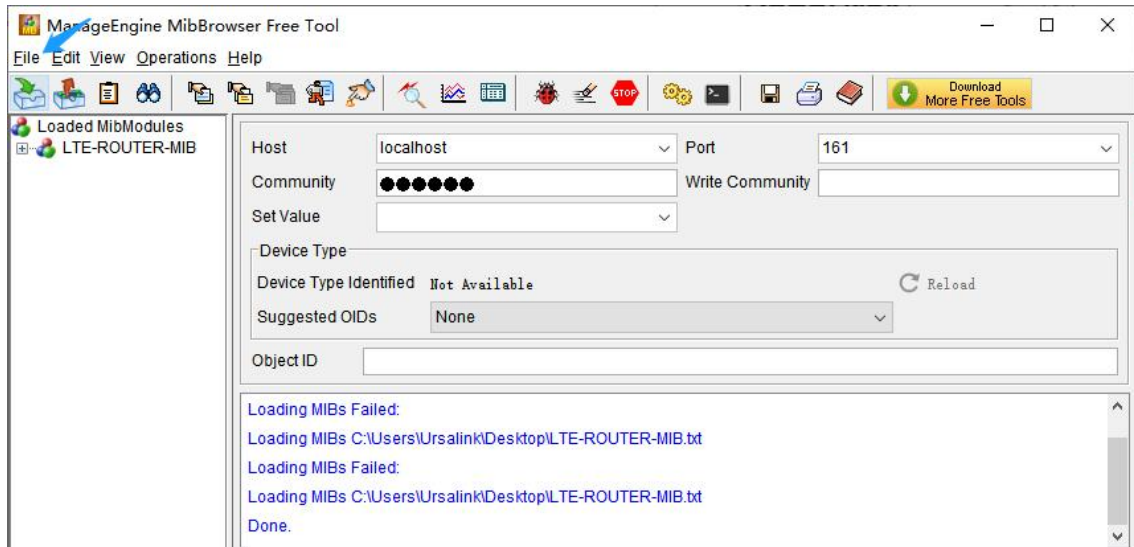 ManageEngine MibBrowser Free Tool
File Edit View Operations Help
STOP
Download
More Free Tools
Loaded MibModules
LTE-ROUTER-MIB
Host localhost Port 161
Community ●●●●●● Write Community
Set Value
Device Type
Device Type Identified Not Available Reload
Suggested OIDs None
Object ID
Loading MIBs Failed:
Loading MIBs C:\Users\Ursalink\Desktop\LTE-ROUTER-MIB.txt
Loading MIBs Failed:
Loading MIBs C:\Users\Ursalink\Desktop\LTE-ROUTER-MIB.txt
Done.